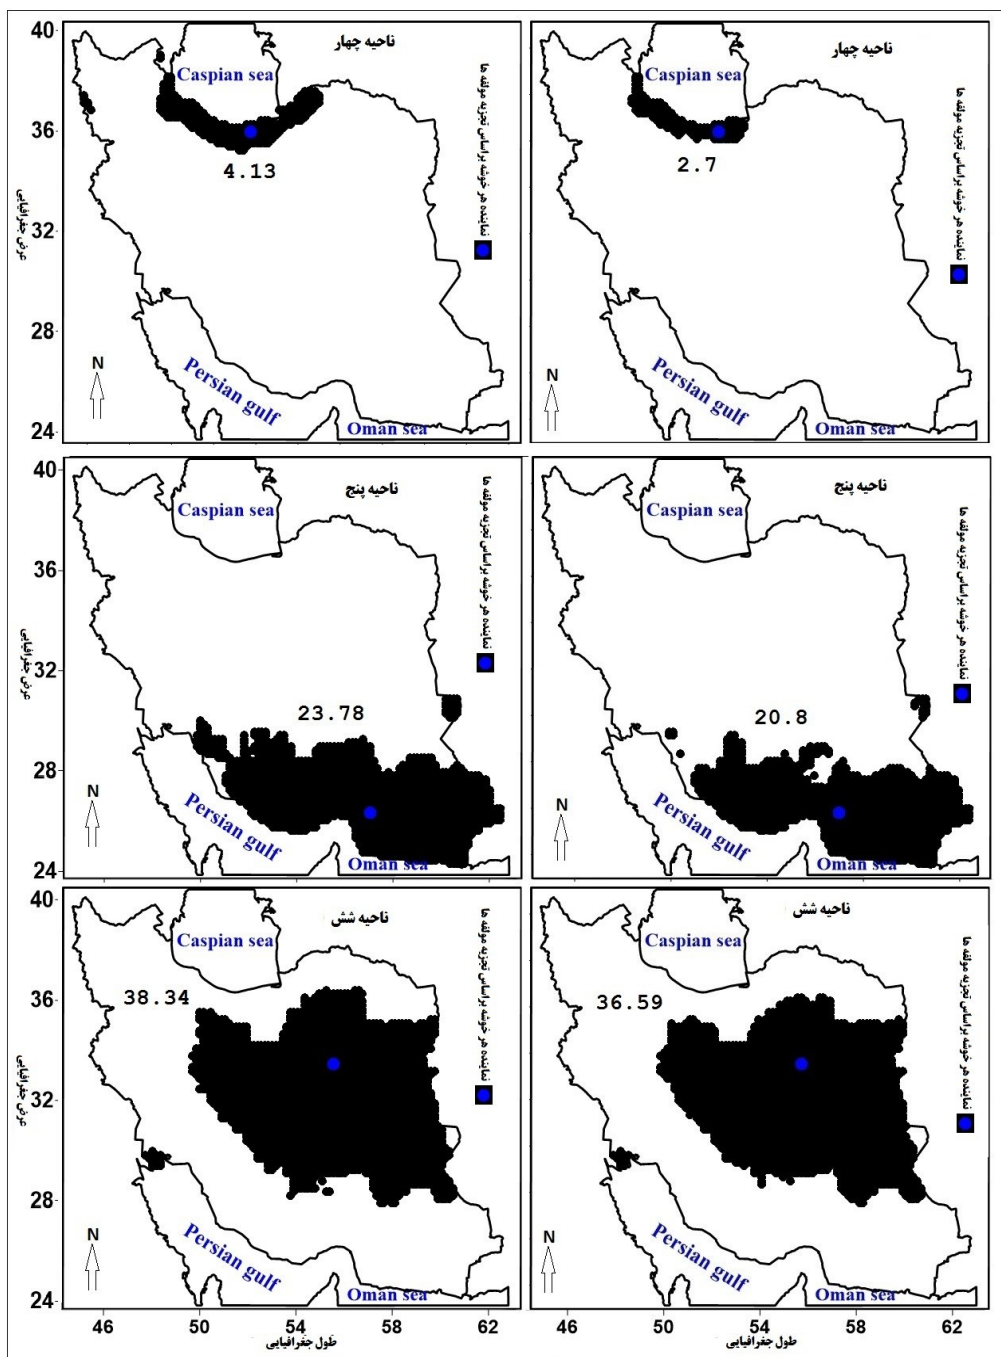 ناحیه چهار
Caspian sea
4.13
نماینده هر خوشه براساس تجزیه مولفه ها
Persian gulf
Oman sea
N
40
36
32
28
24
عرض جغرافیایی
ناحیه چهار
Caspian sea
2.7
نماینده هر خوشه براساس تجزیه مولفه ها
Persian gulf
Oman sea
N
ناحیه پنج
Caspian sea
23.78
نماینده هر خوشه براساس تجزیه مولفه ها
Persian gulf
Oman sea
N
40
36
32
28
24
عرض جغرافیایی
ناحیه پنج
Caspian sea
20.8
نماینده هر خوشه براساس تجزیه مولفه ها
Persian gulf
Oman sea
N
ناحیه شش
Caspian sea
38.34
نماینده هر خوشه براساس تجزیه مولفه ها
Persian gulf
Oman sea
N
40
36
32
28
24
عرض جغرافیایی
46 50 54 58 62
طول جغرافیایی
ناحیه شش
Caspian sea
36.59
نماینده هر خوشه براساس تجزیه مولفه ها
Persian gulf
Oman sea
N
46 50 54 58 62
طول جغرافیایی